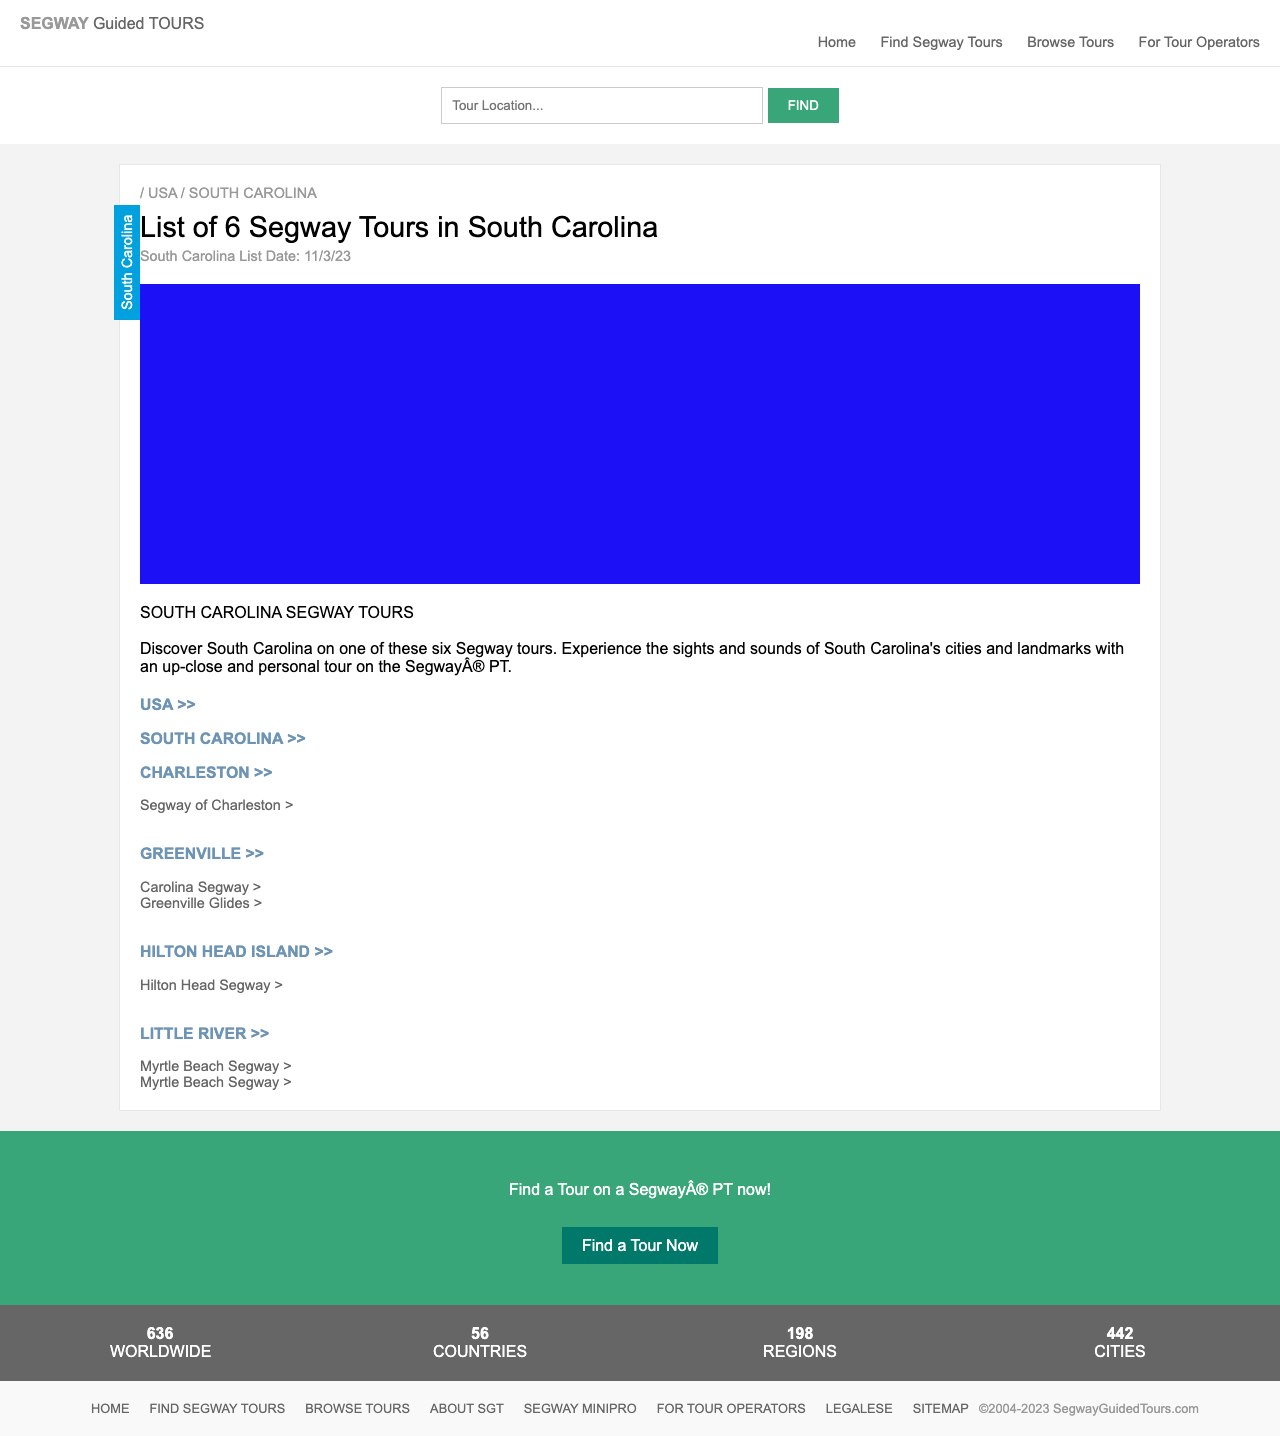 SEGWAY Guided TOURS
Home Find Segway Tours Browse Tours For Tour Operators
Tour Location... FIND
/ USA / SOUTH CAROLINA
List of 6 Segway Tours in South Carolina
South Carolina List Date: 11/3/23
South Carolina
SOUTH CAROLINA SEGWAY TOURS
Discover South Carolina on one of these six Segway tours. Experience the sights and sounds of South Carolina's cities and landmarks with
an up-close and personal tour on the SegwayÂ® PT.
USA >>
SOUTH CAROLINA >>
CHARLESTON >>
Segway of Charleston >
GREENVILLE >>
Carolina Segway >
Greenville Glides >
HILTON HEAD ISLAND >>
Hilton Head Segway >
LITTLE RIVER >>
Myrtle Beach Segway >
Myrtle Beach Segway >
Find a Tour on a SegwayÂ® PT now!
Find a Tour Now
636 56 198 442
WORLDWIDE COUNTRIES REGIONS CITIES
HOME FIND SEGWAY TOURS BROWSE TOURS ABOUT SGT SEGWAY MINIPRO FOR TOUR OPERATORS LEGALESE SITEMAP ©2004-2023 SegwayGuidedTours.com